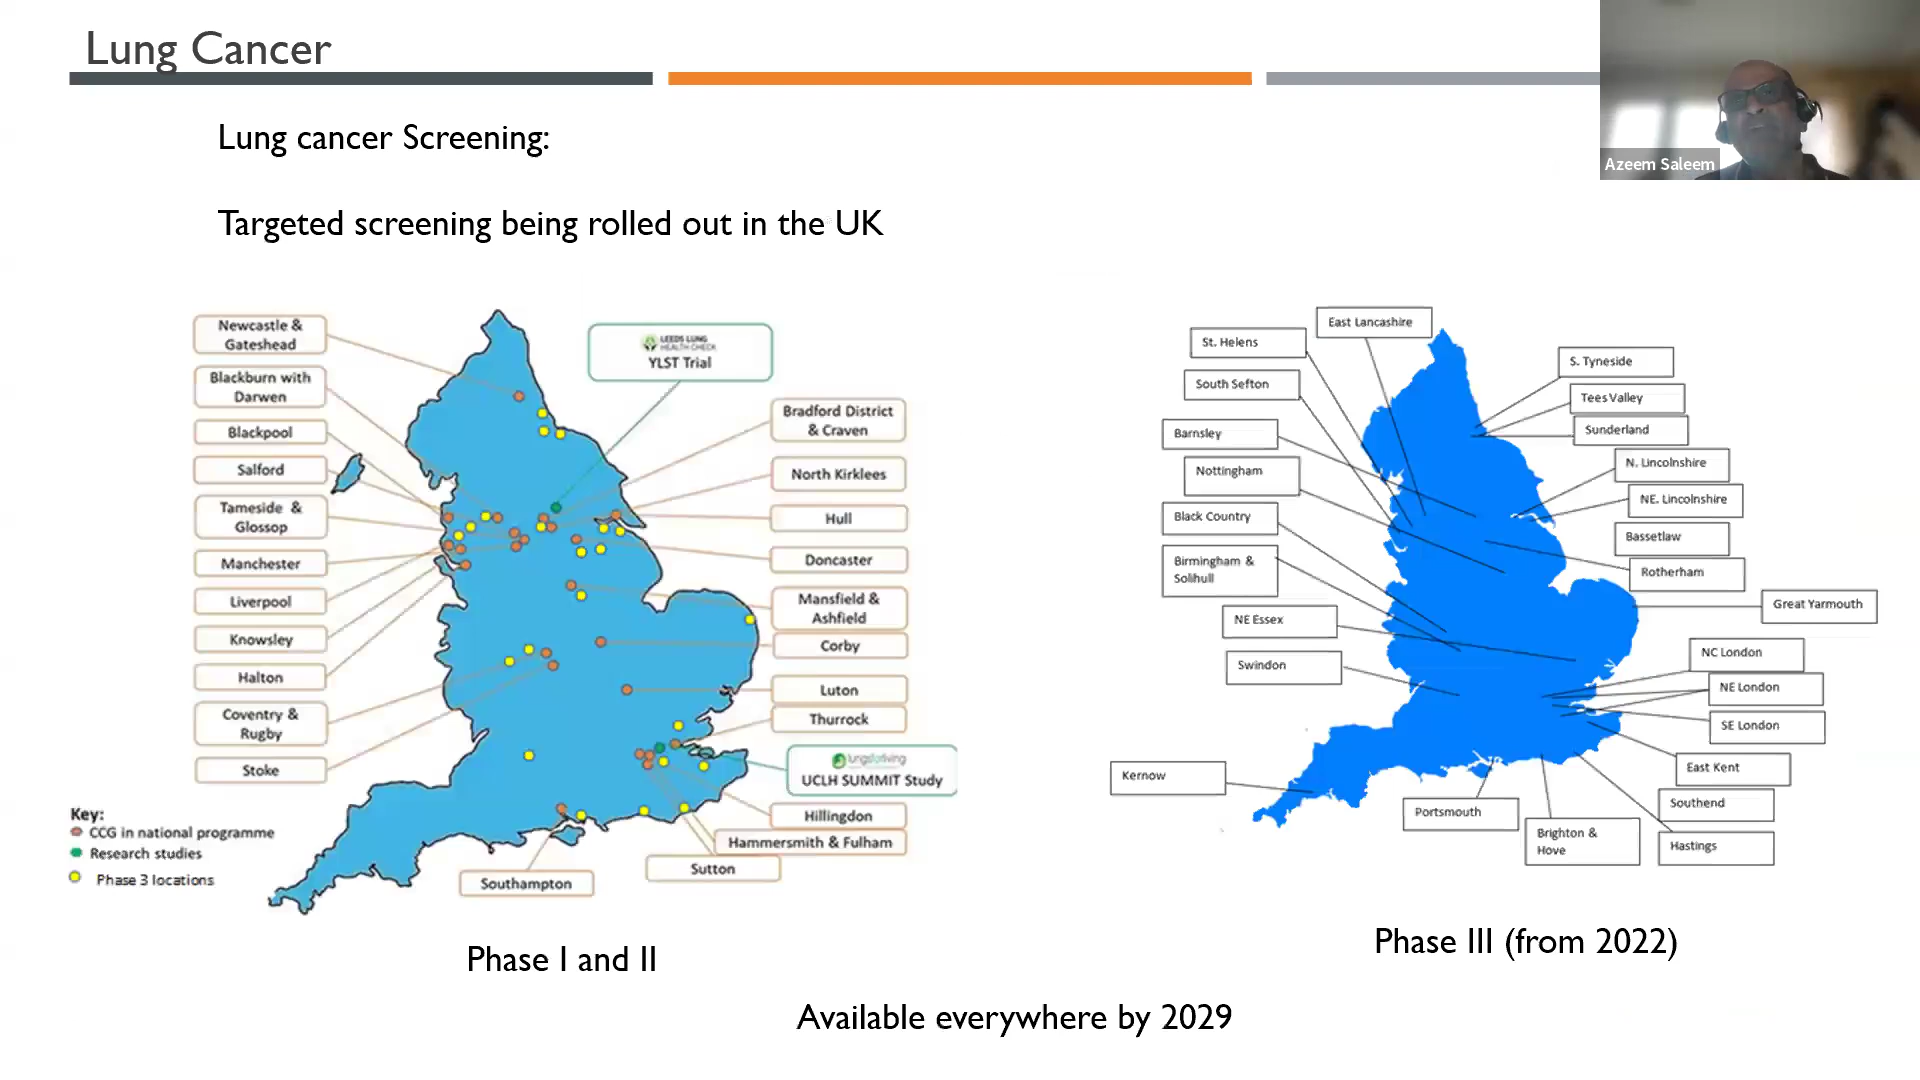 Lung Cancer
Azeem Saleem
Lung cancer Screening:
Targeted screening being rolled out in the UK
Newcastle &
Gateshead
Blackburn with
Darwen
Blackpool
Salford
Tameside &
Glossop
Manchester
Liverpool
Knowsley
Halton
Coventry &
Rugby
Stoke
LEEDS LUNG
HEALTH CHECK
YLST Trial
Bradford District
& Craven
North Kirklees
Hull
Doncaster
Mansfield &
Ashfield
Corby
Luton
Thurrock
lungsforliving
UCLH SUMMIT Study
Hillingdon
Hammersmith & Fulham
Sutton
Southampton
Key:
CCG in national programme
Research studies
Phase 3 locations
Phase I and II
East Lancashire
St. Helens
South Sefton
Barnsley
Nottingham
Black Country
Birmingham &
Solihull
NE Essex
Swindon
Kernow
S. Tyneside
Tees Valley
Sunderland
N. Lincolnshire
NE. Lincolnshire
Bassetlaw
Rotherham
Great Yarmouth
NC London
NE London
SE London
East Kent
Southend
Hastings
Portsmouth
Brighton &
Hove
Phase III (from 2022)
Available everywhere by 2029